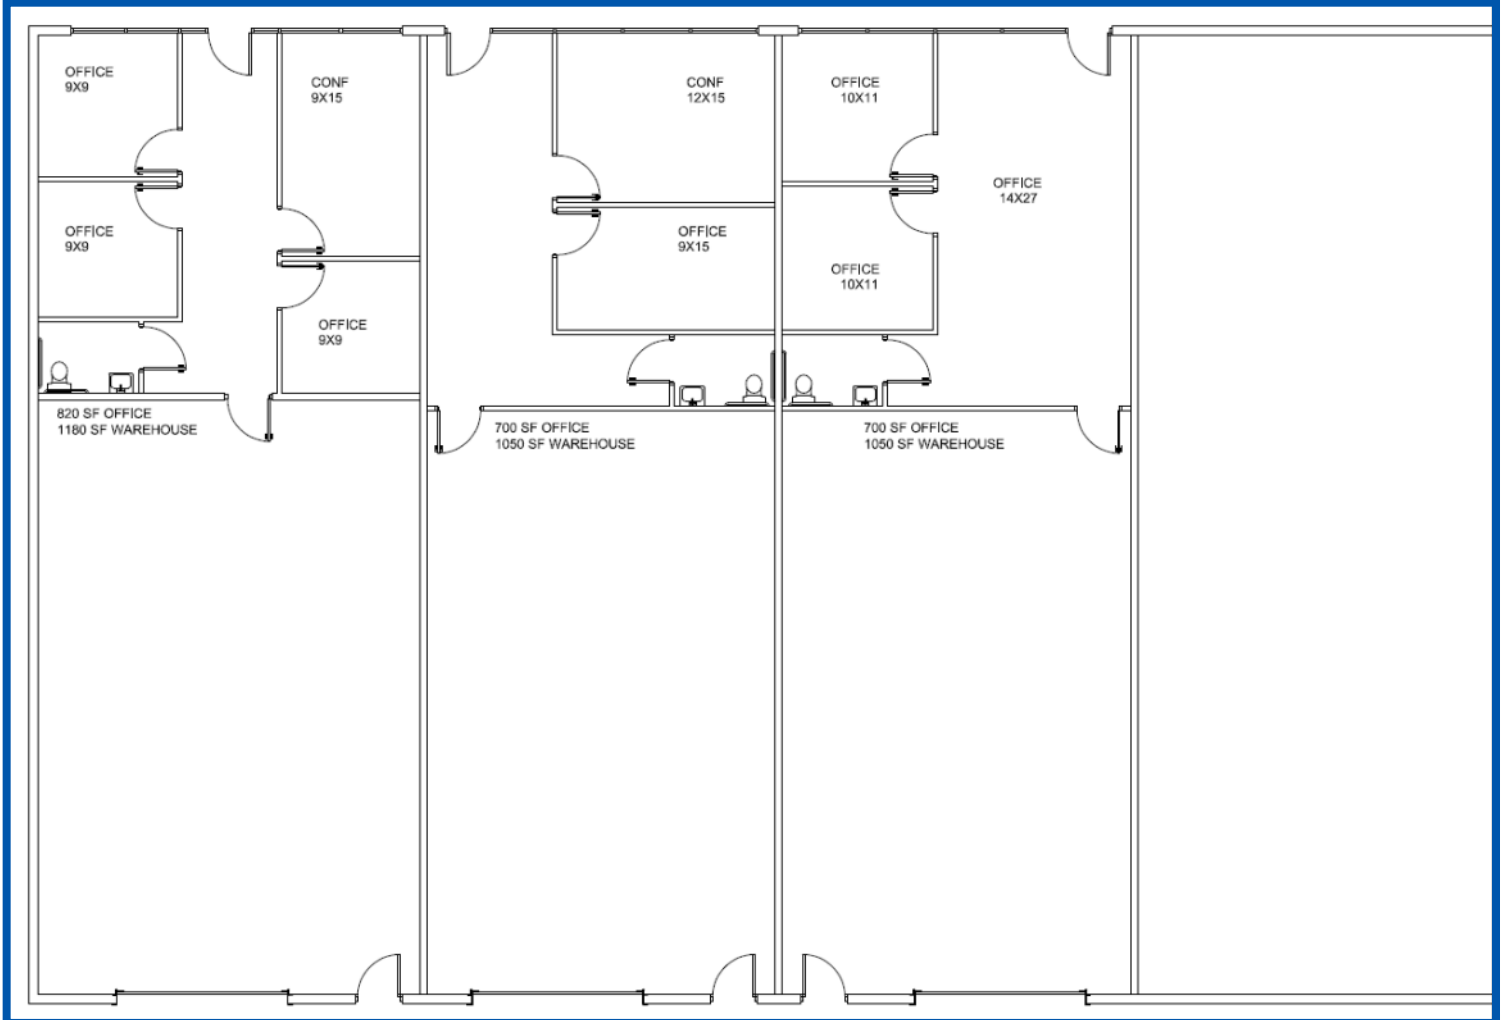 OFFICE
9X9
CONF
9X15
OFFICE
9X9
OFFICE
9X9
820 SF OFFICE
1180 SF WAREHOUSE
CONF
12X15
OFFICE
9X15
700 SF OFFICE
1050 SF WAREHOUSE
OFFICE
10X11
OFFICE
14X27
OFFICE
10X11
700 SF OFFICE
1050 SF WAREHOUSE